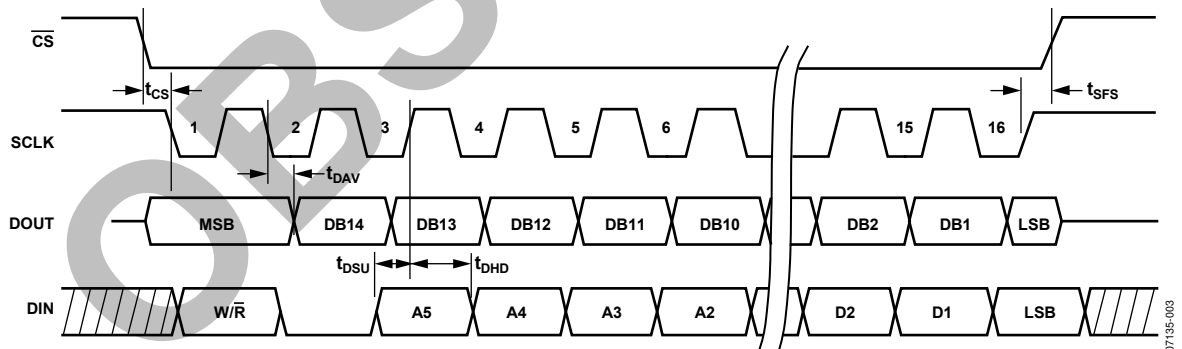 CS
tCS
tSFS
SCLK
1 2 3 4 5 6 15 16
tDAV
DOUT
MSB DB14 DB13 DB12 DB11 DB10 DB2 DB1 LSB
tDSU
tDHD
DIN
W/R̅ A5 A4 A3 A2 D2 D1 LSB
07135-003
OBS